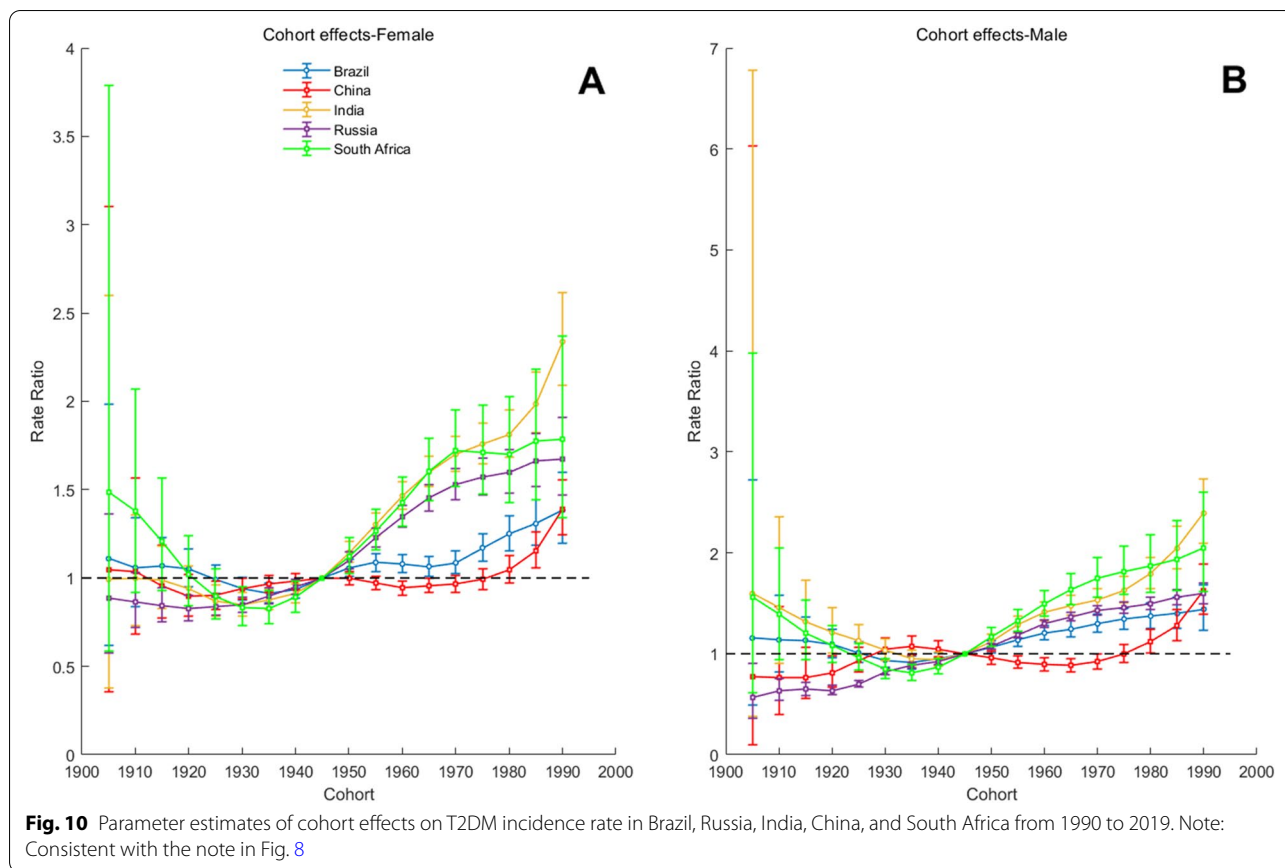 Cohort effects-Female
A
Brazil
China
India
Russia
South Africa
4
3.5
3
2.5
2
1.5
1
0.5
0
Rate Ratio
1900 1910 1920 1930 1940 1950 1960 1970 1980 1990 2000
Cohort
Cohort effects-Male
B
7
6
5
4
3
2
1
0
Rate Ratio
1900 1910 1920 1930 1940 1950 1960 1970 1980 1990 2000
Cohort
Fig. 10 Parameter estimates of cohort effects on T2DM incidence rate in Brazil, Russia, India, China, and South Africa from 1990 to 2019. Note:
Consistent with the note in Fig. 8